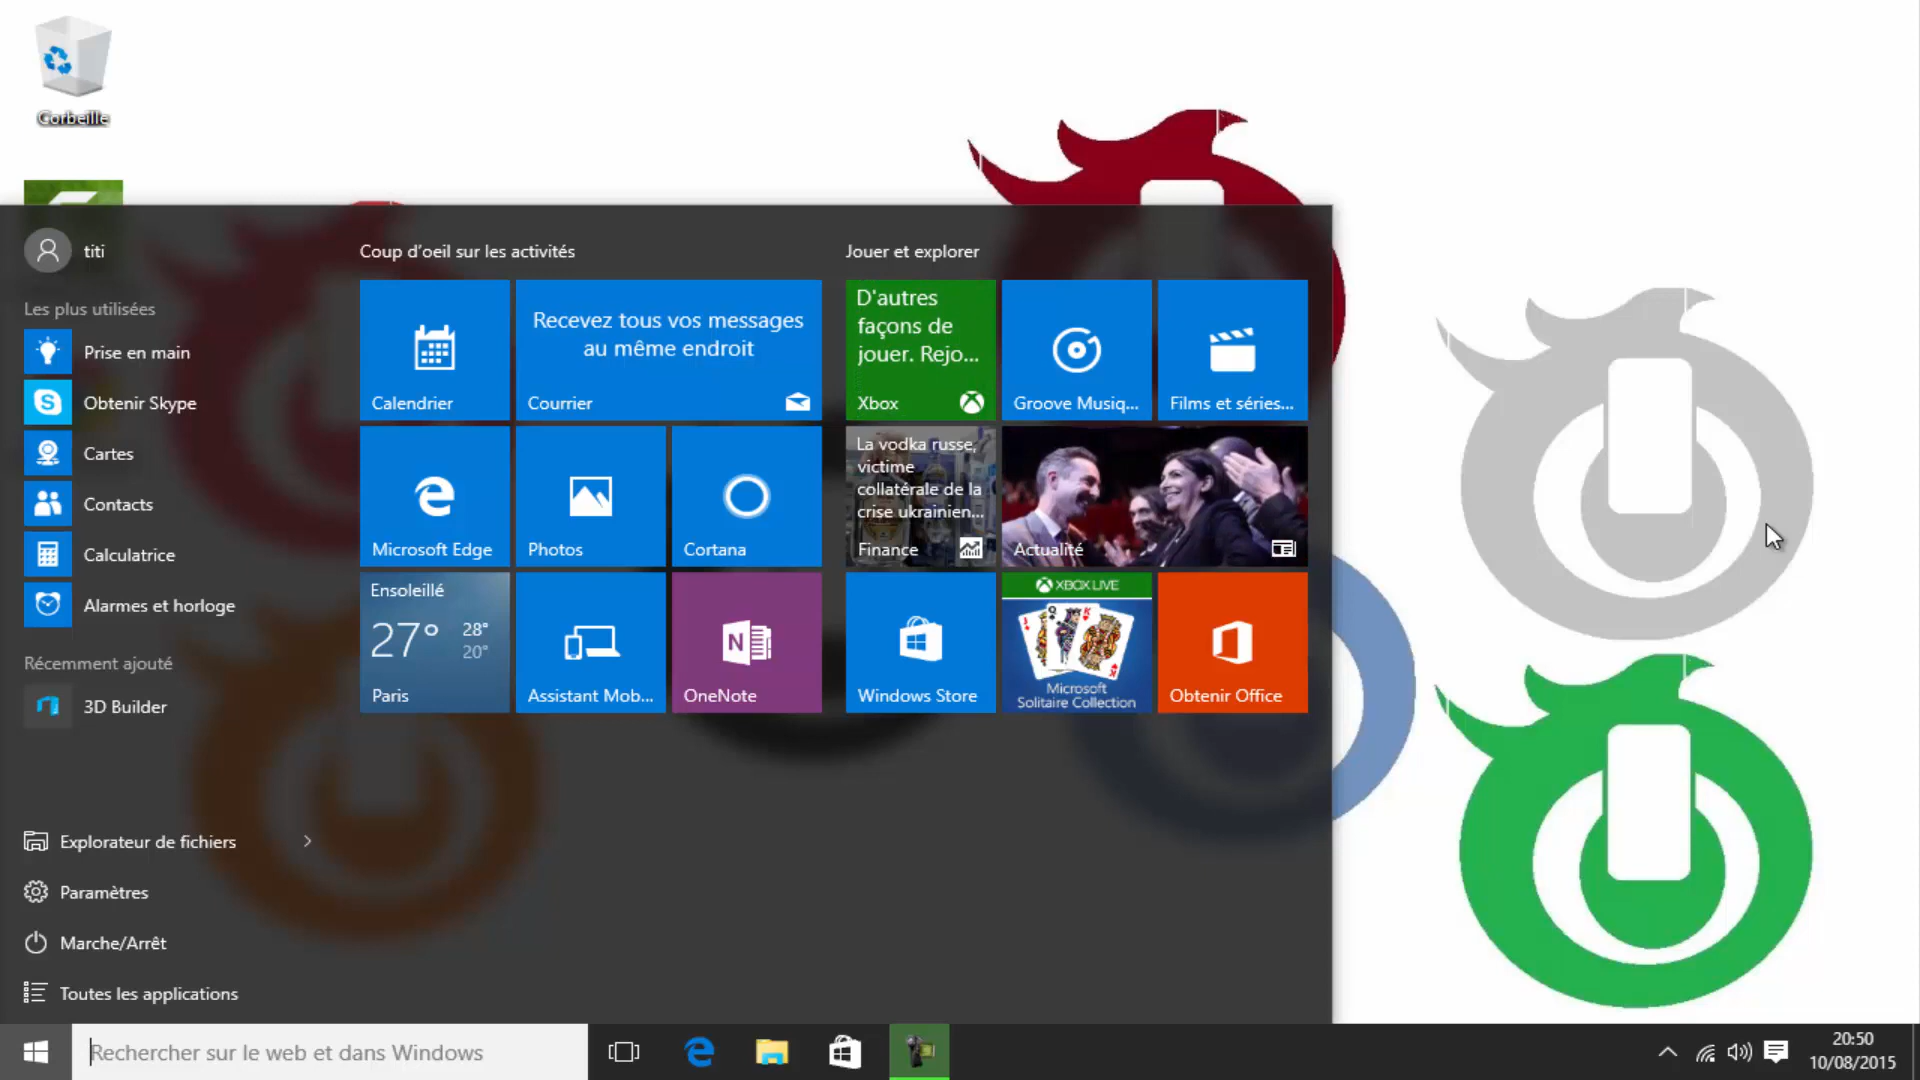 Corbeille
titi
Les plus utilisées
Prise en main
Obtenir Skype
Cartes
Contacts
Calculatrice
Alarmes et horloge
Récemment ajouté
3D Builder
Explorateur de fichiers
Paramètres
Marche/Arrêt
Toutes les applications
Coup d'oeil sur les activités
Calendrier
Recevez tous vos messages
au même endroit
Courrier
Microsoft Edge
Photos
Cortana
Ensoleillé
27° 28°
20°
Paris
Assistant Mob...
N
OneNote
Jouer et explorer
D'autres
façons de
jouer. Rejo...
Xbox
Groove Musiq...
Films et séries...
La vodka russe,
victime
collatérale de la
crise ukrainien...
Finance
Actualité
Windows Store
XBOX LIVE
J Q K K
Microsoft
Solitaire Collection
Obtenir Office
Rechercher sur le web et dans Windows
20:50
10/08/2015